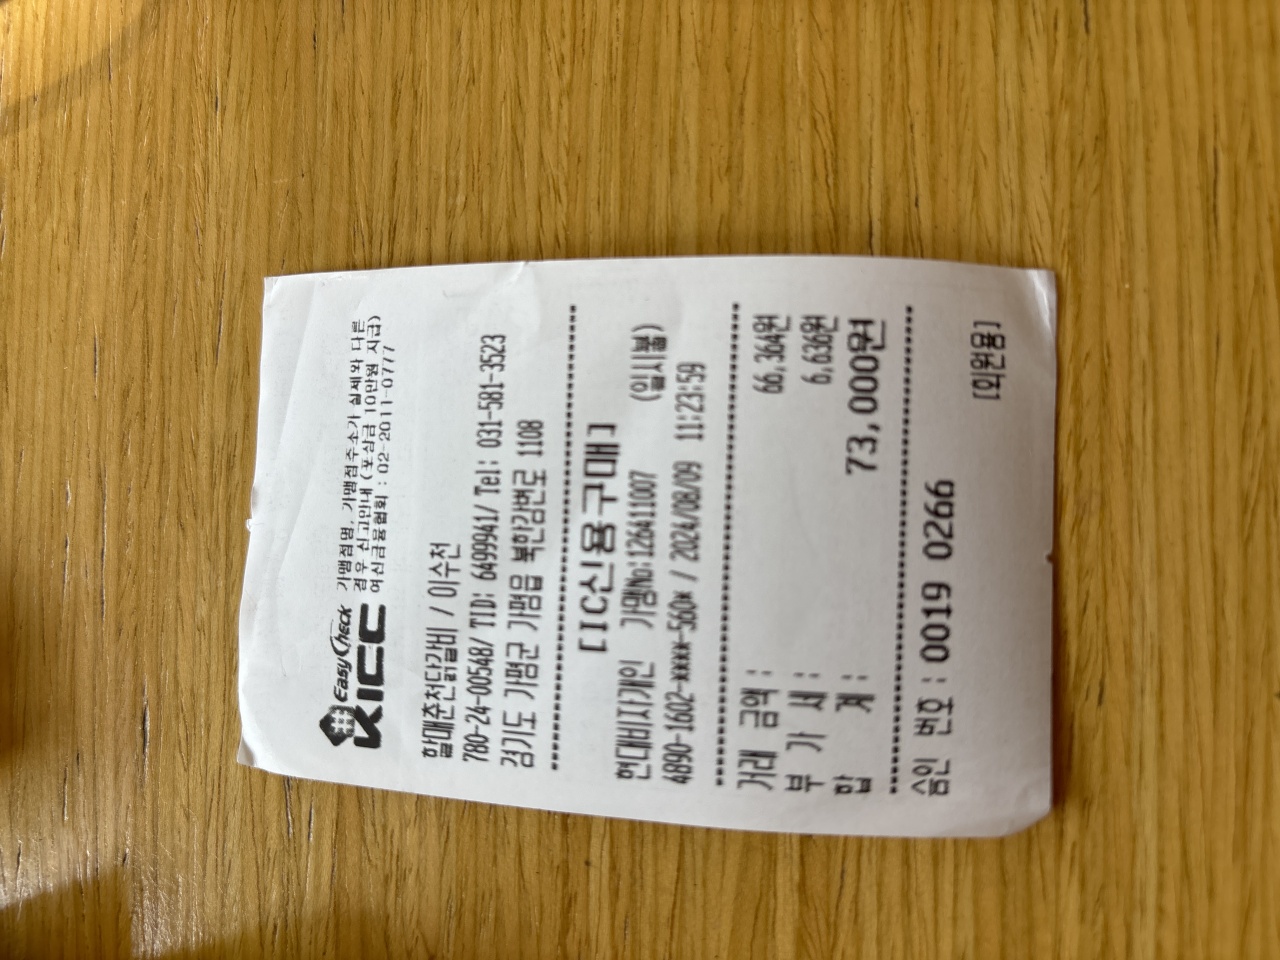 EasyCheck
KICC
가맹점명, 가맹점주소가 실제와 다른
경우 신고안내 (포상금 10만원 지급)
여신금융협회 : 02-2011-0777
할매춘천닭갈비 / 이수천
780-24-00548/ TID: 6499941/ Tel: 031-581-3523
경기도 가평군 가평읍 북한강변로 1108
[IC신용구매]
현대비자개인 가맹No:126411007 (일시불)
4890-1602-xxxx-560* / 2024/08/09 11:23:59
거래 금액 : 66,364원
부 가 세 : 6,636원
합 계 : 73,000원
승인 번호 : 0019 0266
[회원용]